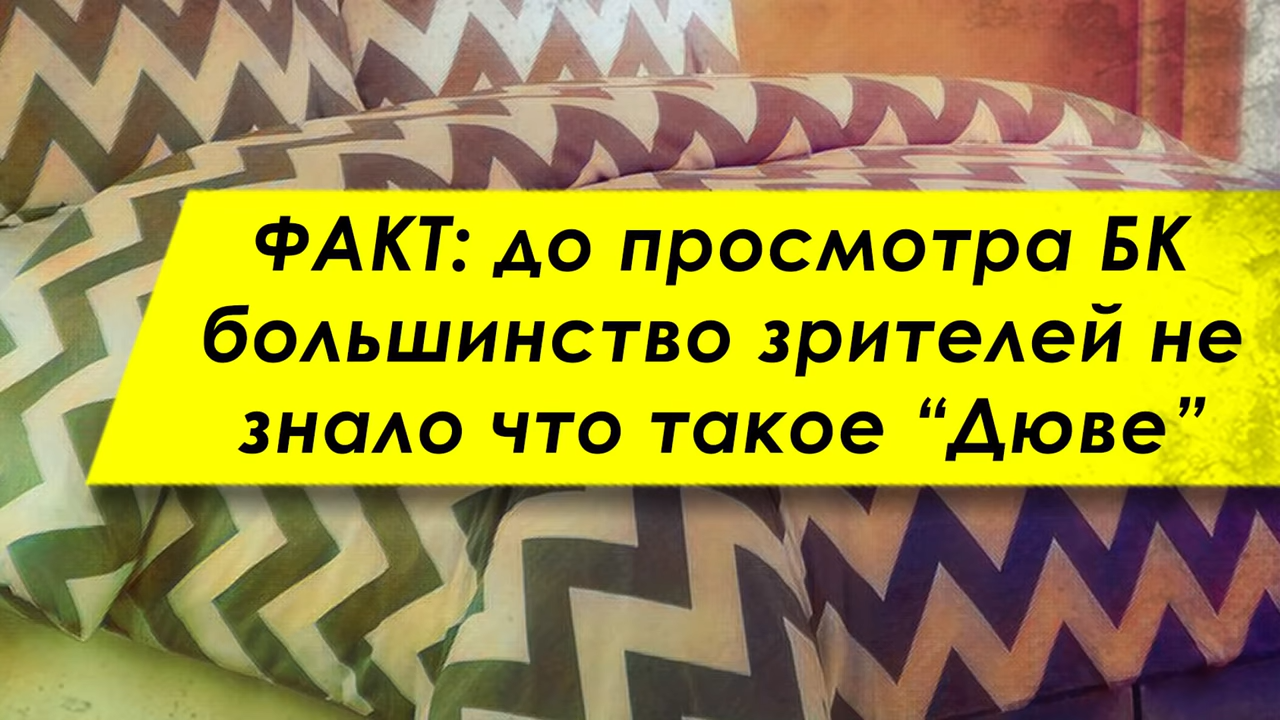 ФАКТ: до просмотра БК
большинство зрителей не
знало что такое “Дюве”